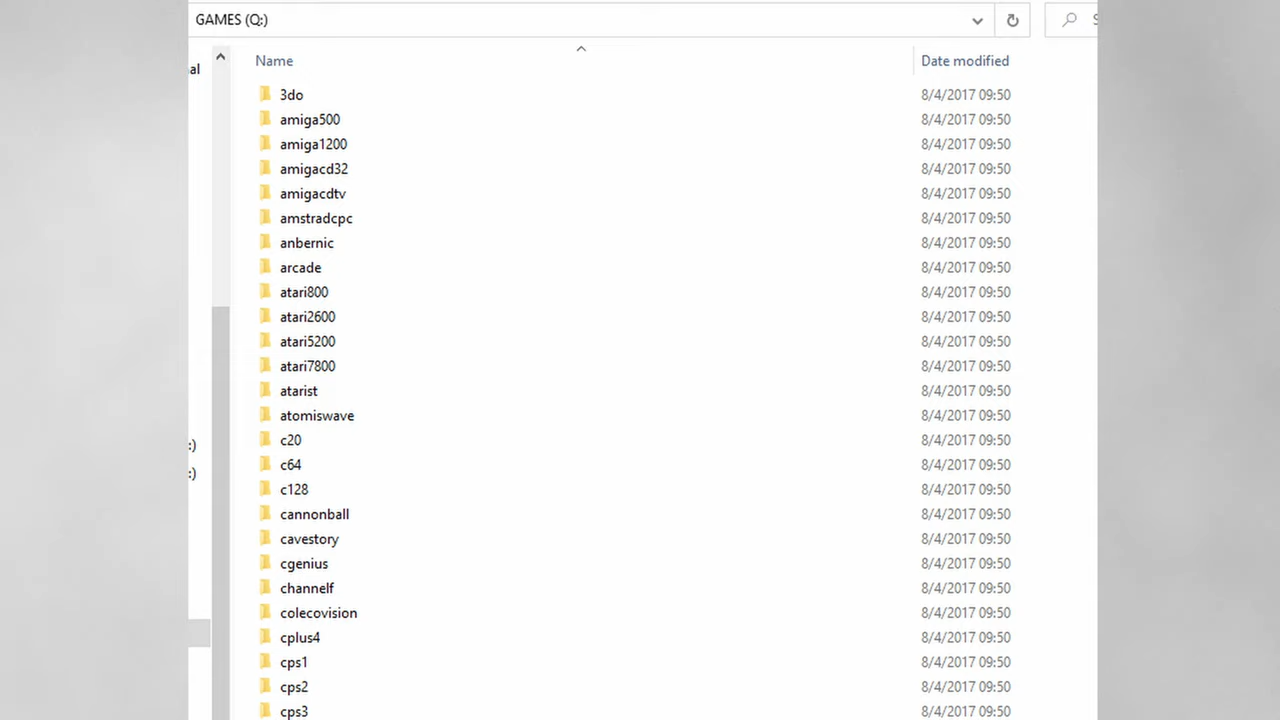 GAMES (Q:)
S
al
Name Date modified
3do 8/4/2017 09:50
amiga500 8/4/2017 09:50
amiga1200 8/4/2017 09:50
amigacd32 8/4/2017 09:50
amigacdtv 8/4/2017 09:50
amstradcpc 8/4/2017 09:50
anbernic 8/4/2017 09:50
arcade 8/4/2017 09:50
atari800 8/4/2017 09:50
atari2600 8/4/2017 09:50
atari5200 8/4/2017 09:50
atari7800 8/4/2017 09:50
atarist 8/4/2017 09:50
atomiswave 8/4/2017 09:50
:) c20 8/4/2017 09:50
:) c64 8/4/2017 09:50
c128 8/4/2017 09:50
cannonball 8/4/2017 09:50
cavestory 8/4/2017 09:50
cgenius 8/4/2017 09:50
channelf 8/4/2017 09:50
colecovision 8/4/2017 09:50
cplus4 8/4/2017 09:50
cps1 8/4/2017 09:50
cps2 8/4/2017 09:50
cps3 8/4/2017 09:50